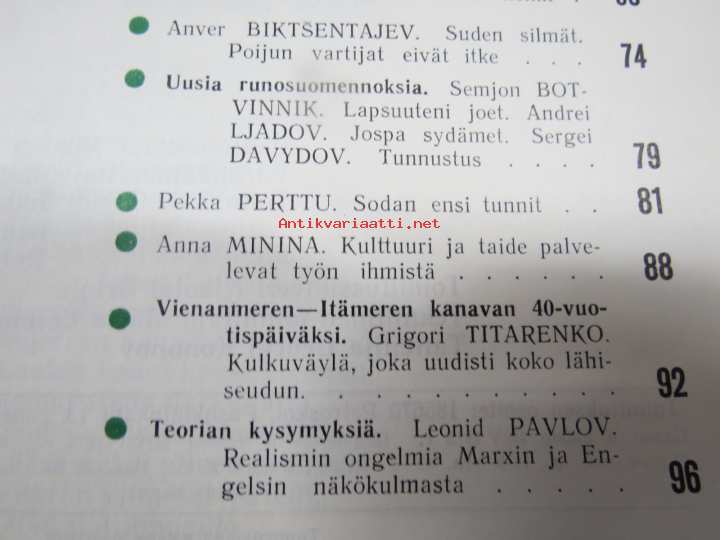 Anver BIKTSENTAJEV. Suden silmät.
Poijun vartijat eivät itke . . . 74
Uusia runosuomennoksia. Semjon BOT-
VINNIK. Lapsuuteni joet. Andrei
LJADOV. Jospa sydämet. Sergei
DAVYDOV. Tunnustus . . . . 79
Pekka PERTTU. Sodan ensi tunnit . . 81
Antikvariaatti.net
Anna MININA. Kulttuuri ja taide palve-
levat työn ihmistä . . . . . . 88
Vienanmeren—Itämeren kanavan 40-vuo-
tispäiväksi. Grigori TITARENKO.
Kulkuväylä, joka uudisti koko lähi-
seudun. . . . . . . . . . . 92
Teorian kysymyksiä. Leonid PAVLOV.
Realismin ongelmia Marxin ja En-
gelsin näkökulmasta . . . . . 96